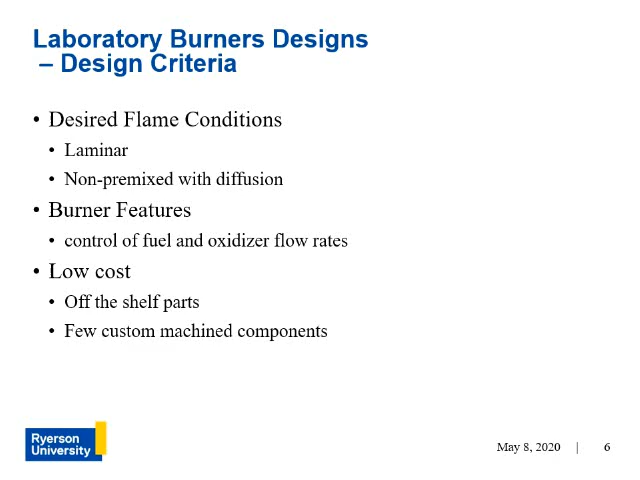 Laboratory Burners Designs
– Design Criteria
• Desired Flame Conditions
• Laminar
• Non-premixed with diffusion
• Burner Features
• control of fuel and oxidizer flow rates
• Low cost
• Off the shelf parts
• Few custom machined components
Ryerson
University
May 8, 2020 | 6